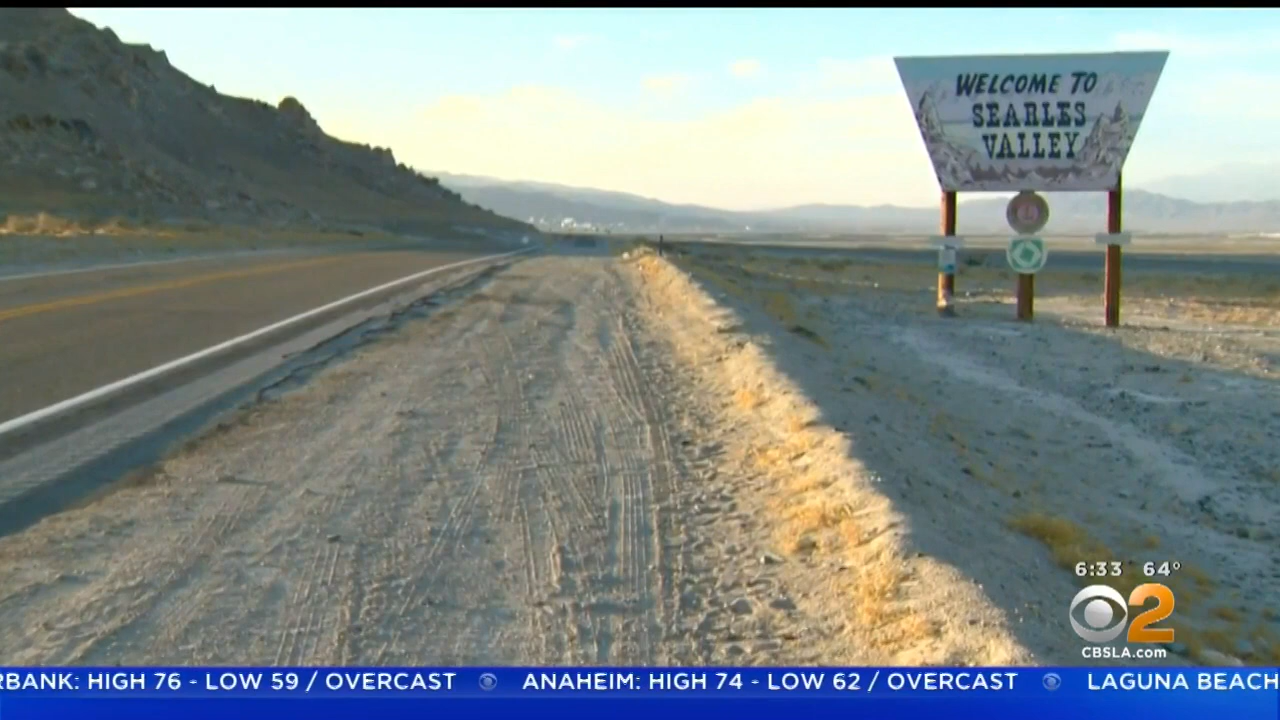 WELCOME TO
SEARLES
VALLEY
6:33 64°
2
CBSLA.com
RBANK: HIGH 76 - LOW 59 / OVERCAST ANAHEIM: HIGH 74 - LOW 62 / OVERCAST LAGUNA BEACH